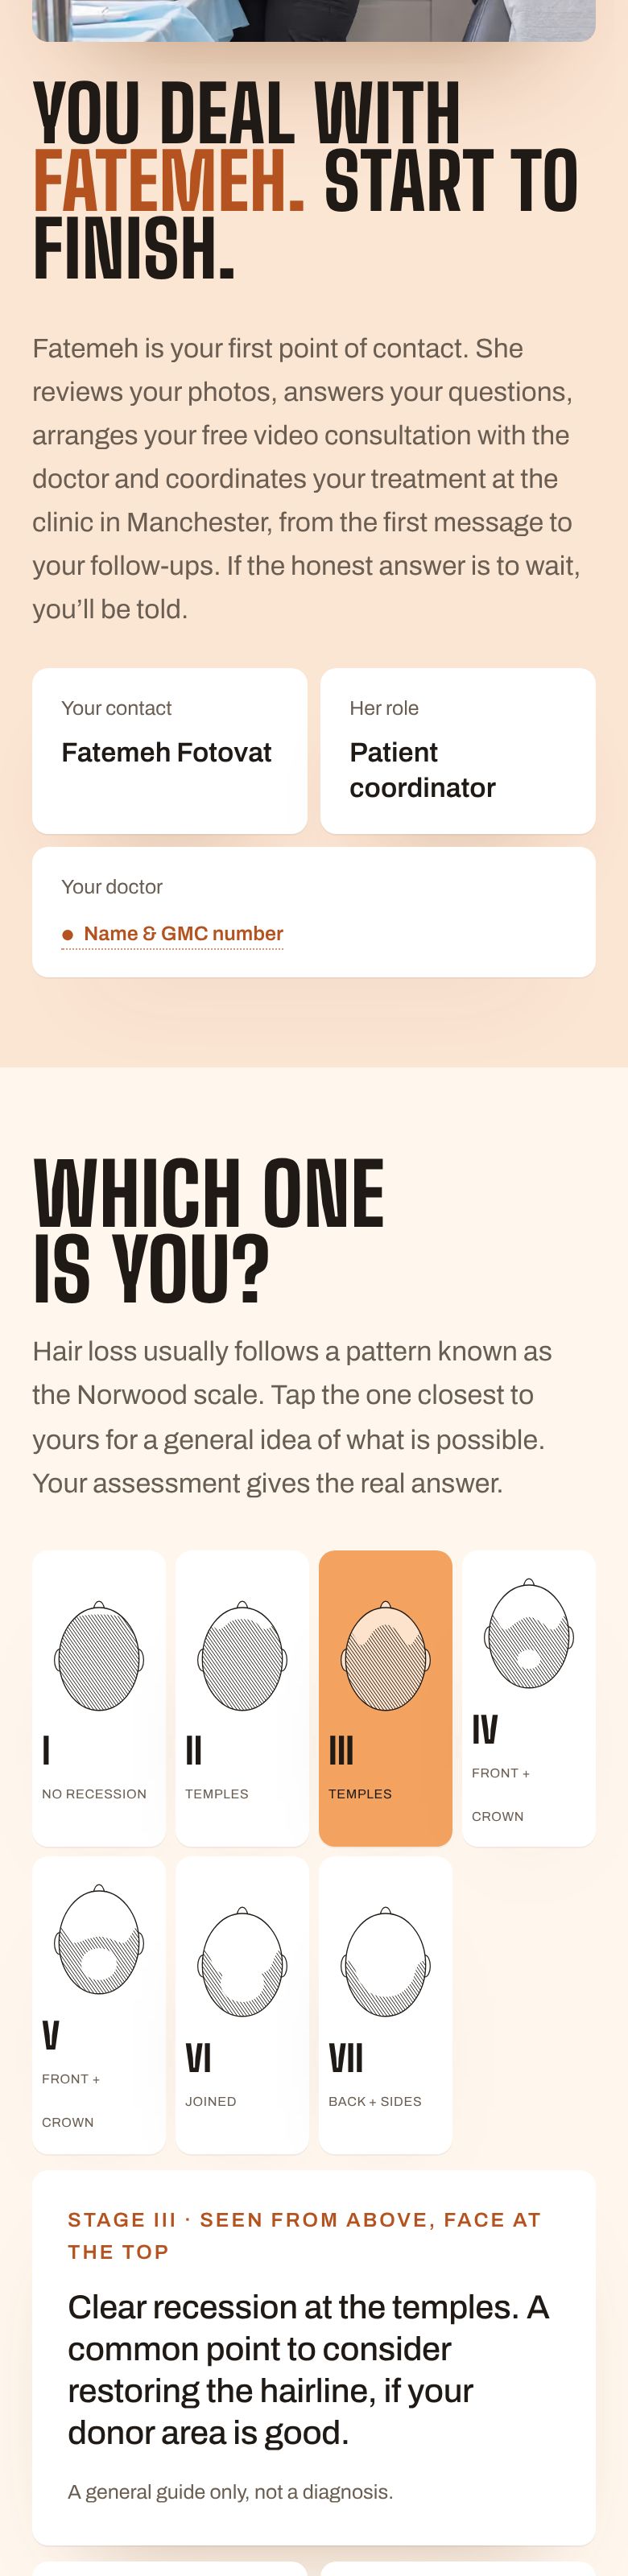 YOU DEAL WITH
FATEMEH. START TO
FINISH.
Fatemeh is your first point of contact. She
reviews your photos, answers your questions,
arranges your free video consultation with the
doctor and coordinates your treatment at the
clinic in Manchester, from the first message to
your follow-ups. If the honest answer is to wait,
you’ll be told.
Your contact
Fatemeh Fotovat
Her role
Patient
coordinator
Your doctor
Name & GMC number
WHICH ONE
IS YOU?
Hair loss usually follows a pattern known as
the Norwood scale. Tap the one closest to
yours for a general idea of what is possible.
Your assessment gives the real answer.
I
NO RECESSION
II
TEMPLES
III
TEMPLES
IV
FRONT +
CROWN
V
FRONT +
CROWN
VI
JOINED
VII
BACK + SIDES
STAGE III · SEEN FROM ABOVE, FACE AT
THE TOP
Clear recession at the temples. A
common point to consider
restoring the hairline, if your
donor area is good.
A general guide only, not a diagnosis.